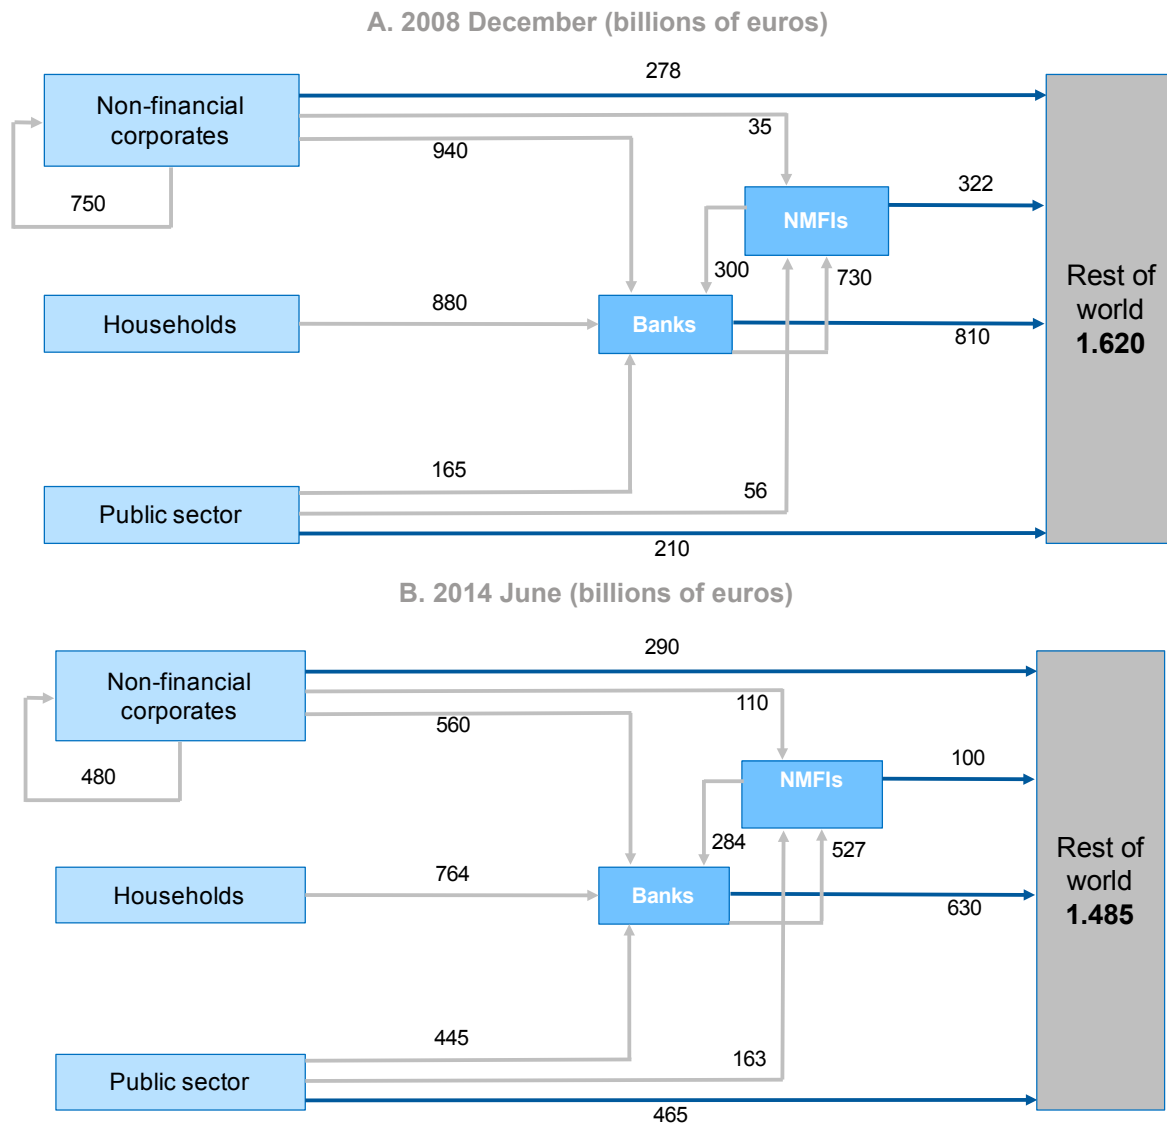 A. 2008 December (billions of euros)
278
Non-financial
corporates
35
940
750
322
NMFIs
300
730
Rest of
world
1.620
880
Households
Banks
810
165
56
Public sector
210
B. 2014 June (billions of euros)
290
Non-financial
corporates
110
560
480
100
NMFIs
284
527
Rest of
world
1.485
764
Households
Banks
630
445
163
Public sector
465